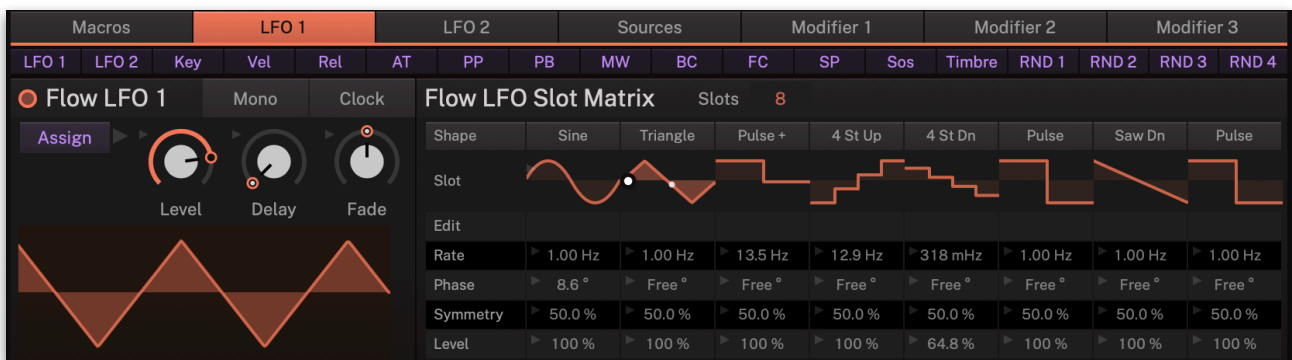 Macros LFO 1 LFO 2 Sources Modifier 1 Modifier 2 Modifier 3
LFO 1 LFO 2 Key Vel Rel AT PP PB MW BC FC SP Sos Timbre RND 1 RND 2 RND 3 RND 4
Flow LFO 1 Mono Clock
Assign
Level Delay Fade
Flow LFO Slot Matrix Slots 8
Shape Sine Triangle Pulse + 4 St Up 4 St Dn Pulse Saw Dn Pulse
Slot
Edit
Rate 1.00 Hz 1.00 Hz 13.5 Hz 12.9 Hz 318 mHz 1.00 Hz 1.00 Hz 1.00 Hz
Phase 8.6 ° Free ° Free ° Free ° Free ° Free ° Free ° Free °
Symmetry 50.0 % 50.0 % 50.0 % 50.0 % 50.0 % 50.0 % 50.0 % 50.0 %
Level 100 % 100 % 100 % 100 % 64.8 % 100 % 100 % 100 %